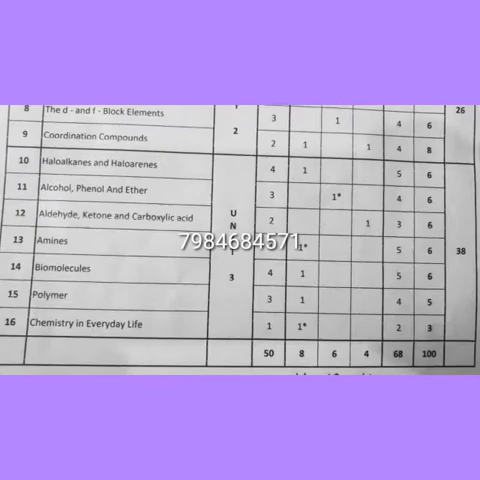 8 The d - and f - Block Elements 3 1 4 6 26
9 Coordination Compounds 2 2 1 1 4 8
10 Haloalkanes and Haloarenes 4 1 5 6
11 Alcohol, Phenol And Ether 3 1* 4 6
12 Aldehyde, Ketone and Carboxylic acid U N T 3 2 1 3 6 38
7984684571
13 Amines 1* 5 6
14 Biomolecules 4 1 5 6
15 Polymer 3 1 4 5
16 Chemistry in Everyday Life 1 1* 2 3
50 8 6 4 68 100